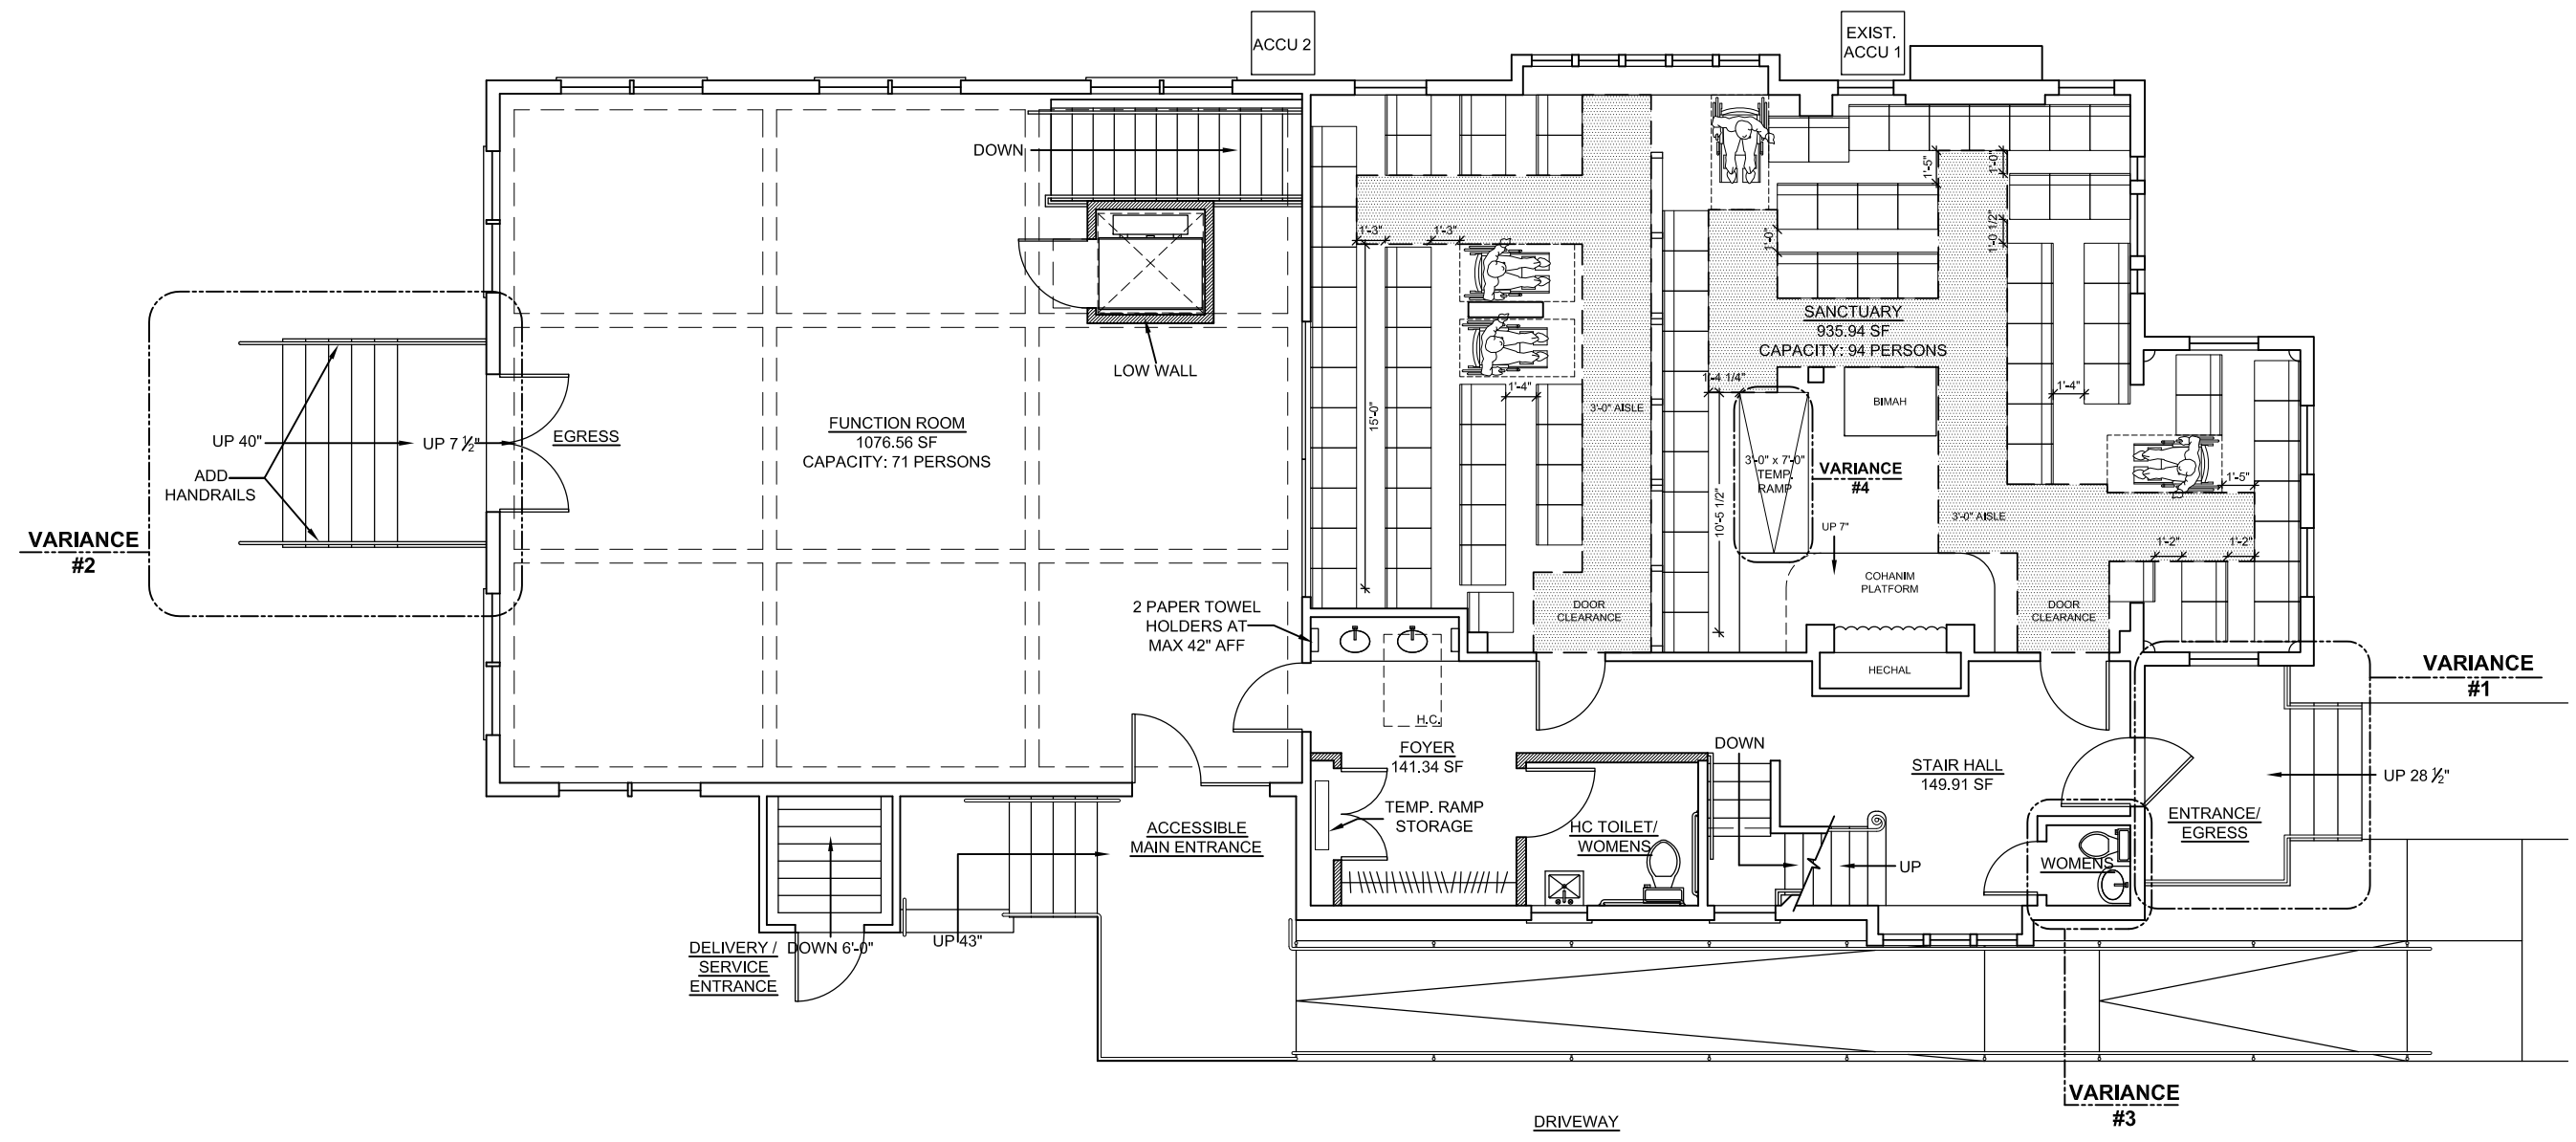 ACCU 2
EXIST.
ACCU 1
DOWN
1'-5"
1'-0"
1'-0 1/2"
1'-3"
1'-3"
1'-0"
SANCTUARY
935.94 SF
CAPACITY: 94 PERSONS
LOW WALL
1'-4"
1'-4 1/4"
1'-4"
BIMAH
3'-0" AISLE
15'-0"
FUNCTION ROOM
1076.56 SF
CAPACITY: 71 PERSONS
UP 40"
UP 7 ½"
EGRESS
ADD
HANDRAILS
3'-0" x 7'-0"
TEMP.
RAMP
VARIANCE
#4
1'-5"
10'-5 1/2"
UP 7"
3'-0" AISLE
VARIANCE
#2
1'-2"
1'-2"
COHANIM
PLATFORM
2 PAPER TOWEL
HOLDERS AT
MAX 42" AFF
DOOR
CLEARANCE
DOOR
CLEARANCE
HECHAL
VARIANCE
#1
H.C.
FOYER
141.34 SF
DOWN
STAIR HALL
149.91 SF
UP 28 ½"
TEMP. RAMP
STORAGE
ENTRANCE/
EGRESS
ACCESSIBLE
MAIN ENTRANCE
HC TOILET/
WOMENS
UP
WOMENS
DELIVERY /
SERVICE
ENTRANCE
DOWN 6'-0"
UP 43"
VARIANCE
#3
DRIVEWAY